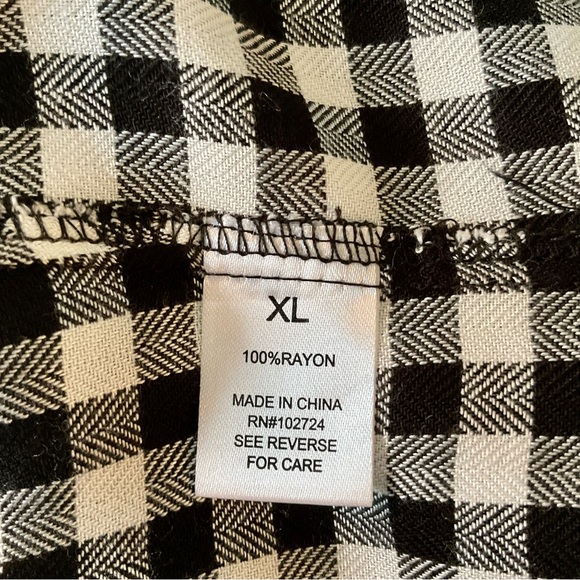 XL
100%RAYON
MADE IN CHINA
RN#102724
SEE REVERSE
FOR CARE